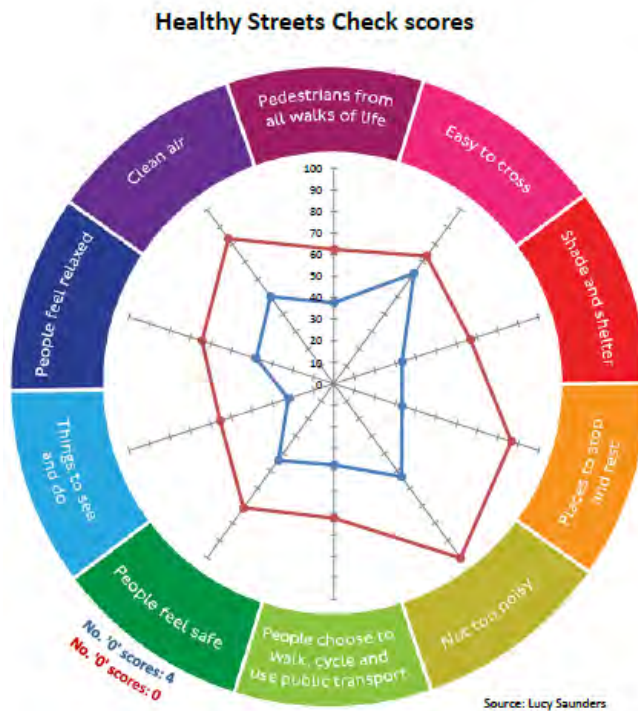 Healthy Streets Check scores
Pedestrians from
all walks of life
Easy to cross
Shade and shelter
Places to stop
and rest
Not too noisy
People choose to
walk, cycle and
use public transport
People feel safe
Things to see
and do
People feel relaxed
Clean air
100
90
80
70
60
50
40
30
20
10
0
No. '0' scores: 4
No. '0' scores: 0
Source: Lucy Saunders